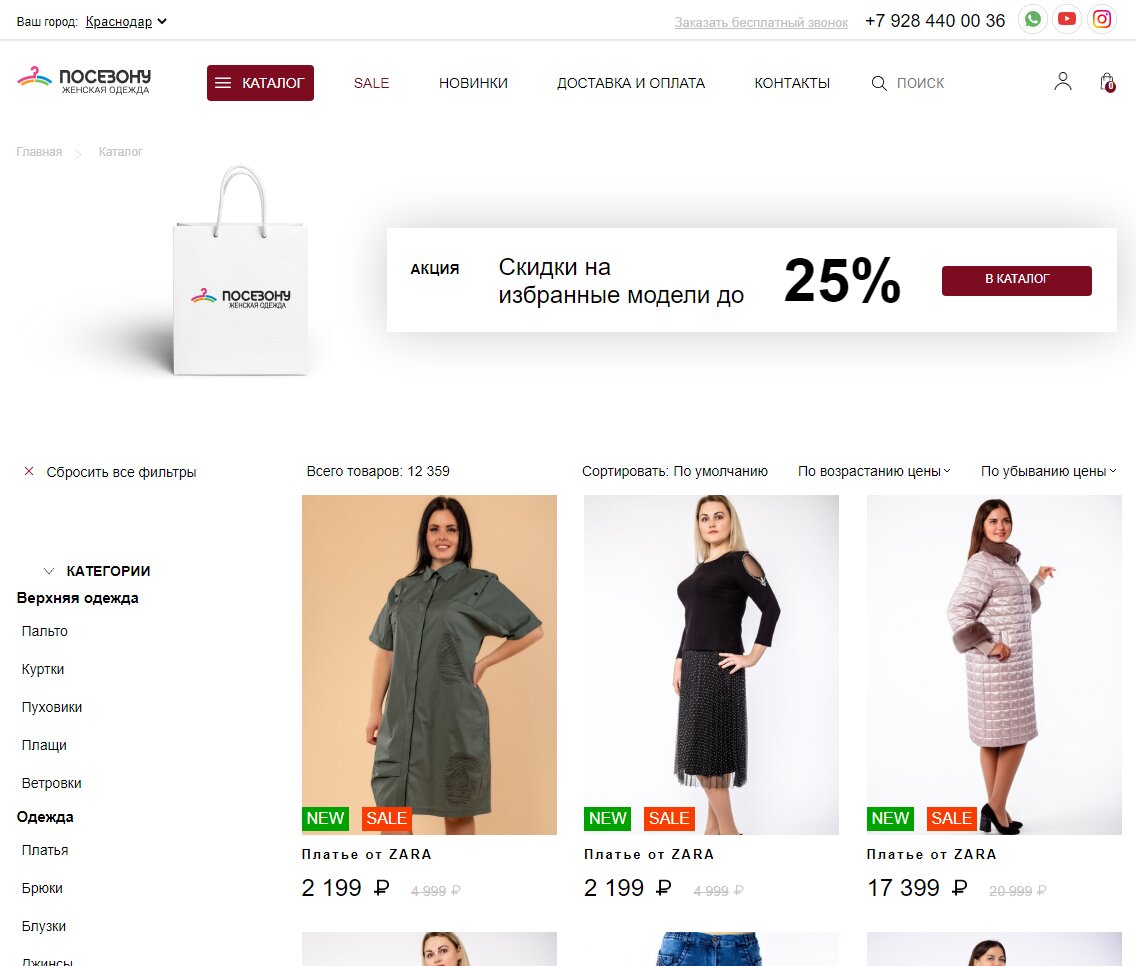 Ваш город: Краснодар
Заказать бесплатный звонок
+7 928 440 00 36
ПОСЕЗОНУ
ЖЕНСКАЯ ОДЕЖДА
КАТАЛОГ
SALE
НОВИНКИ
ДОСТАВКА И ОПЛАТА
КОНТАКТЫ
ПОИСК
0
Главная
Каталог
ПОСЕЗОНУ
ЖЕНСКАЯ ОДЕЖДА
АКЦИЯ
Скидки на
избранные модели до
25%
В КАТАЛОГ
Сбросить все фильтры
Всего товаров: 12 359
Сортировать: По умолчанию
По возрастанию цены
По убыванию цены
КАТЕГОРИИ
Верхняя одежда
Пальто
Куртки
Пуховики
Плащи
Ветровки
Одежда
Платья
Брюки
Блузки
Джинсы
NEW
SALE
Платье от ZARA
2 199 ₽
4 999 ₽
NEW
SALE
Платье от ZARA
2 199 ₽
4 999 ₽
NEW
SALE
Платье от ZARA
17 399 ₽
20 999 ₽